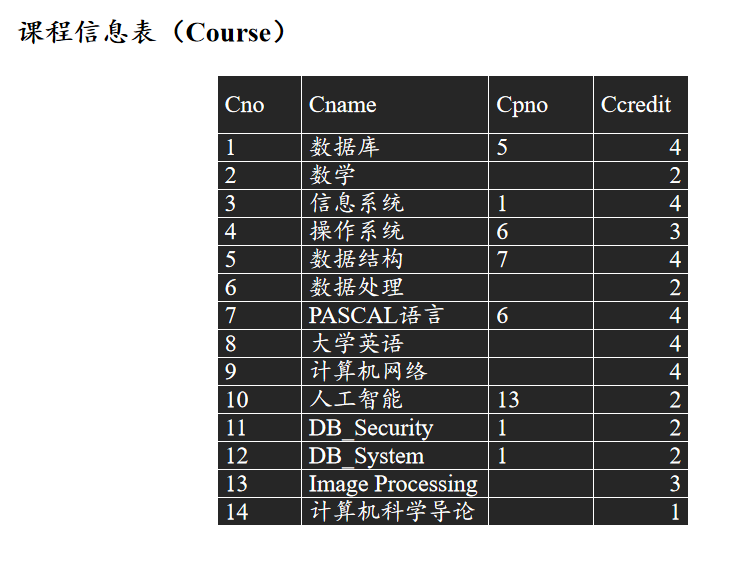 课程信息表（Course）
Cno Cname Cpno Ccredit
1 数据库 5 4
2 数学 2
3 信息系统 1 4
4 操作系统 6 3
5 数据结构 7 4
6 数据处理 2
7 PASCAL语言 6 4
8 大学英语 4
9 计算机网络 4
10 人工智能 13 2
11 DB_Security 1 2
12 DB_System 1 2
13 Image Processing 3
14 计算机科学导论 1